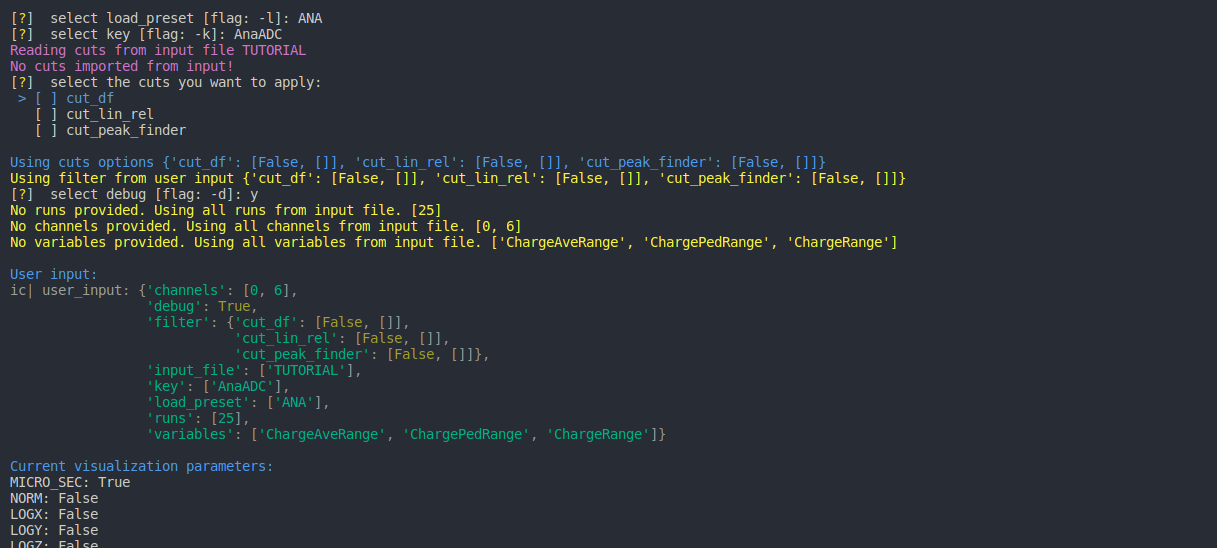 [?]  select load_preset [flag: -l]: ANA
[?]  select key [flag: -k]: AnaADC
Reading cuts from input file TUTORIAL
No cuts imported from input!
[?]  select the cuts you want to apply:
 > [ ] cut_df
   [ ] cut_lin_rel
   [ ] cut_peak_finder

Using cuts options {'cut_df': [False, []], 'cut_lin_rel': [False, []], 'cut_peak_finder': [False, []]}
Using filter from user input {'cut_df': [False, []], 'cut_lin_rel': [False, []], 'cut_peak_finder': [False, []]}
[?]  select debug [flag: -d]: y
No runs provided. Using all runs from input file. [25]
No channels provided. Using all channels from input file. [0, 6]
No variables provided. Using all variables from input file. ['ChargeAveRange', 'ChargePedRange', 'ChargeRange']

User input:
ic| user_input: {'channels': [0, 6],
                 'debug': True,
                 'filter': {'cut_df': [False, []],
                            'cut_lin_rel': [False, []],
                            'cut_peak_finder': [False, []]},
                 'input_file': ['TUTORIAL'],
                 'key': ['AnaADC'],
                 'load_preset': ['ANA'],
                 'runs': [25],
                 'variables': ['ChargeAveRange', 'ChargePedRange', 'ChargeRange']}

Current visualization parameters:
MICRO_SEC: True
NORM: False
LOGX: False
LOGY: False
LOGZ: False